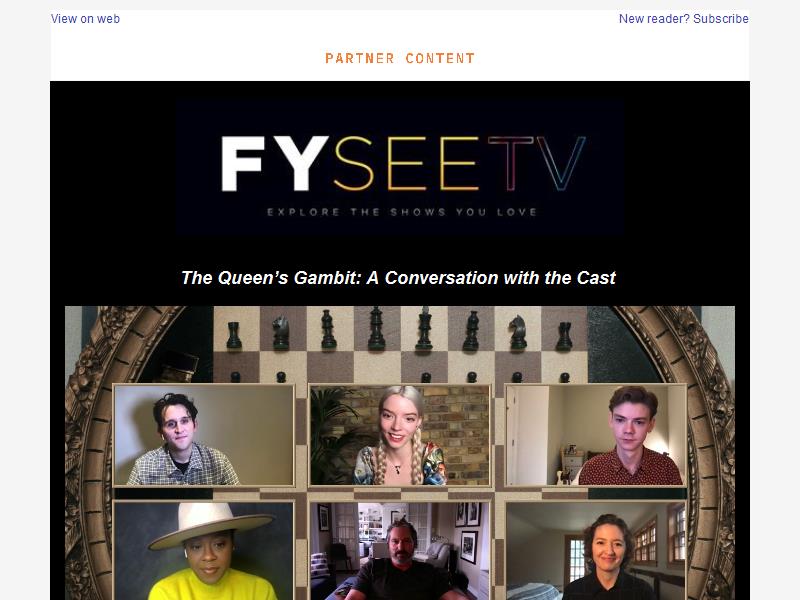 View on web
New reader? Subscribe
PARTNER CONTENT
FYSEETV
EXPLORE THE SHOWS YOU LOVE
The Queen's Gambit: A Conversation with the Cast